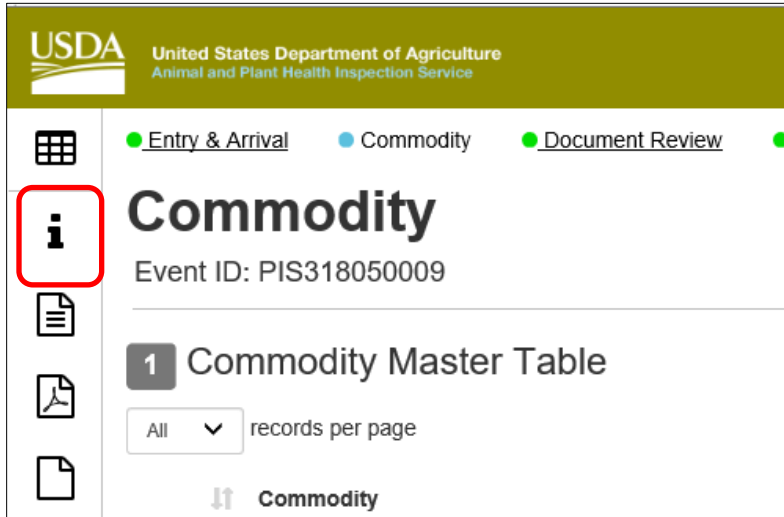 USDA
United States Department of Agriculture
Animal and Plant Health Inspection Service
Entry & Arrival Commodity Document Review
Commodity
Event ID: PIS318050009
1 Commodity Master Table
All records per page
Commodity